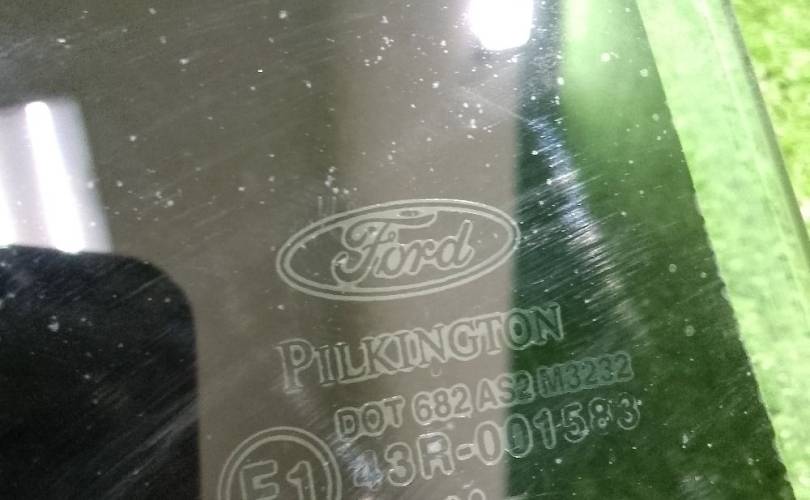 Ford
PILKINGTON
DOT 682 AS2 M3232
E1 43R-001583